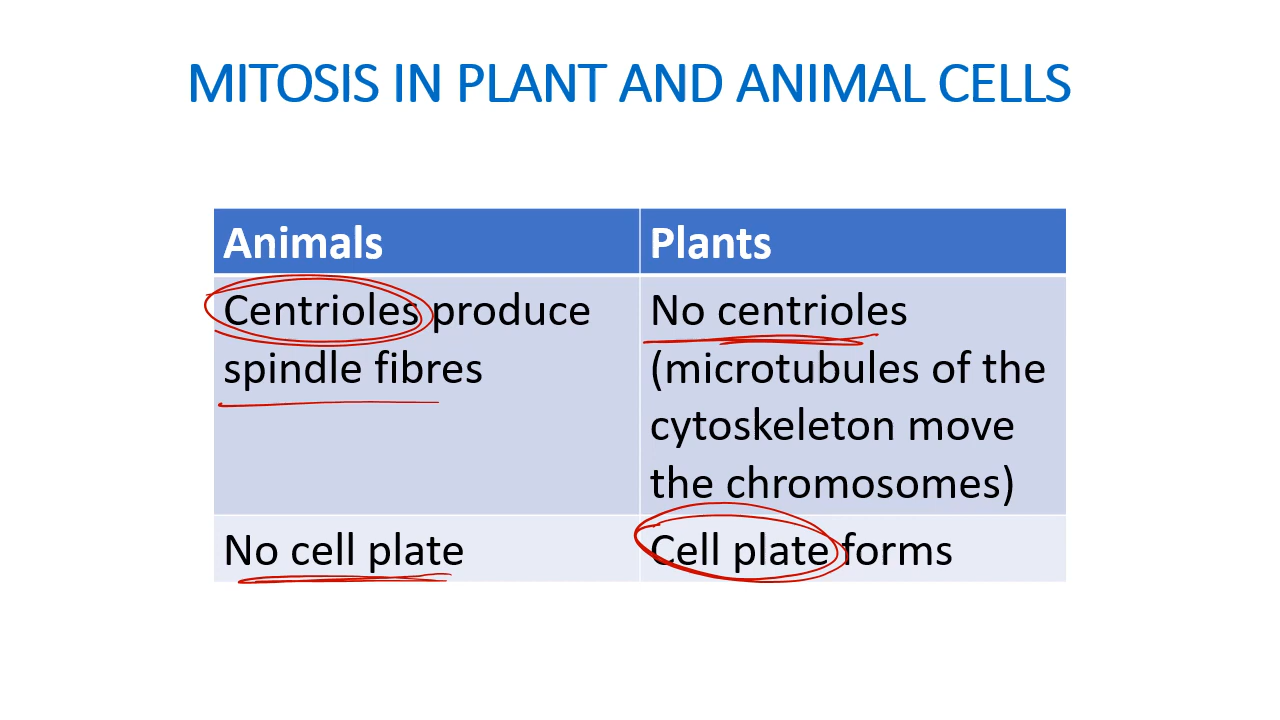 MITOSIS IN PLANT AND ANIMAL CELLS
Animals
Plants
Centrioles produce
spindle fibres
No centrioles
(microtubules of the
cytoskeleton move
the chromosomes)
No cell plate
Cell plate forms